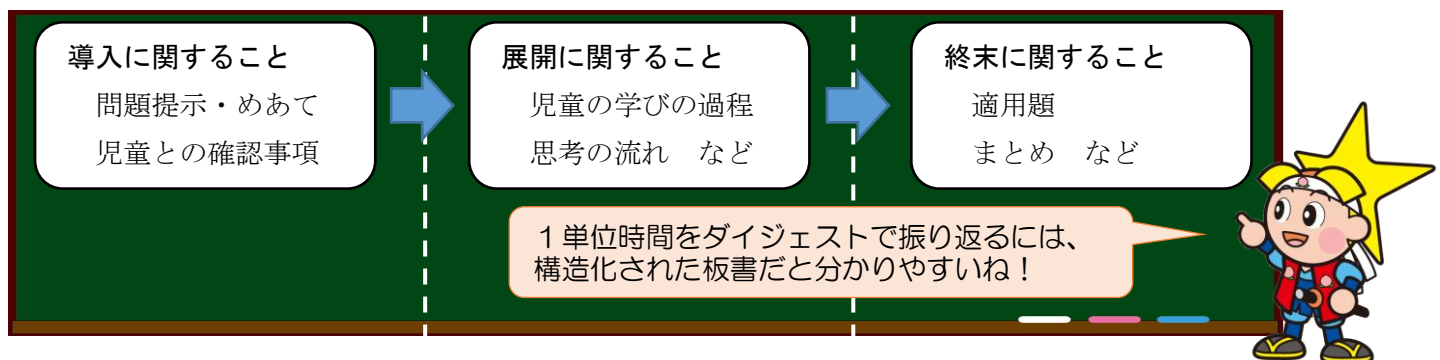 導入に関すること
問題提示・めあて
児童との確認事項
展開に関すること
児童の学びの過程
思考の流れ　など
終末に関すること
適用題
まとめ　など
１単位時間をダイジェストで振り返るには、
構造化された板書だと分かりやすいね！